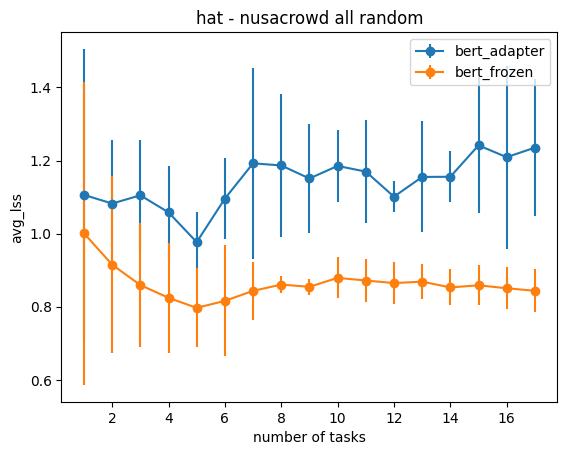 hat - nusacrowd all random
bert_adapter
bert_frozen
avg_lss
1.4
1.2
1.0
0.8
0.6
2 4 6 8 10 12 14 16
number of tasks